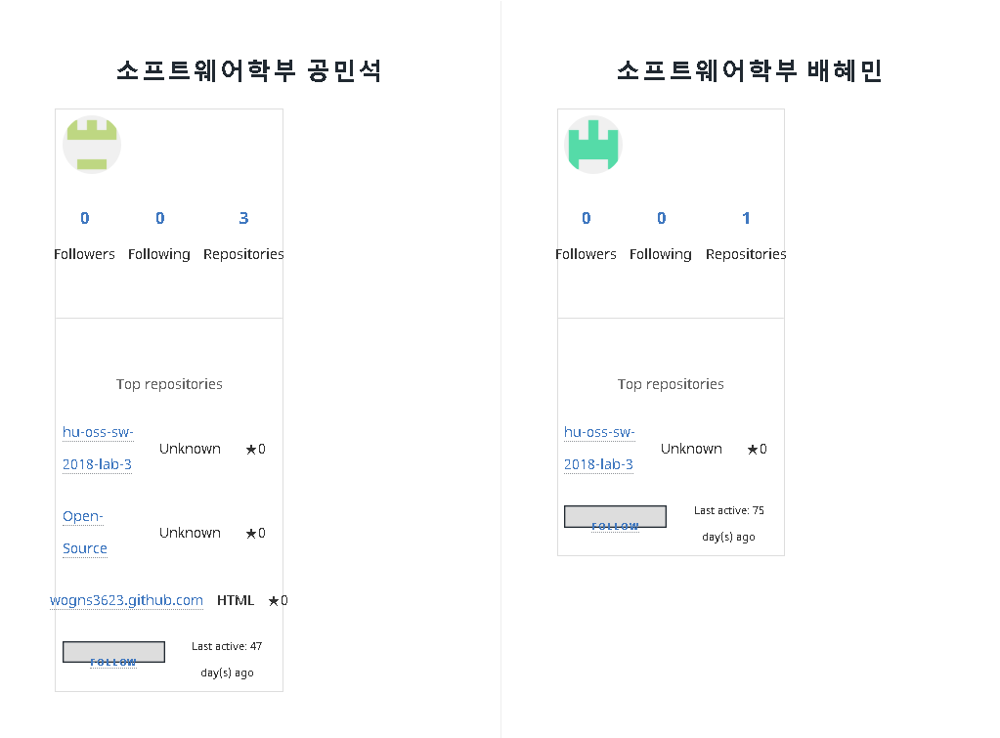 소프트웨어학부 공민석
0 0 3
Followers Following Repositories
Top repositories
hu-oss-sw-
2018-lab-3
Unknown ★0
Open-
Source
Unknown ★0
wogns3623.github.com HTML ★0
FOLLOW
Last active: 47
day(s) ago
소프트웨어학부 배혜민
0 0 1
Followers Following Repositories
Top repositories
hu-oss-sw-
2018-lab-3
Unknown ★0
FOLLOW
Last active: 75
day(s) ago